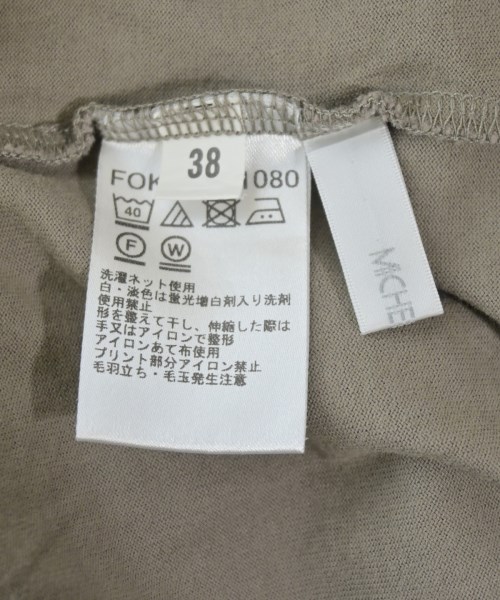 38
FOK 1080
40
F W
洗濯ネット使用
白・淡色は蛍光増白剤入り洗剤
使用禁止
形を整えて干し、伸縮した際は
手又はアイロンで整形
アイロンあて布使用
プリント部分アイロン禁止
毛羽立ち・毛玉発生注意
MICHE